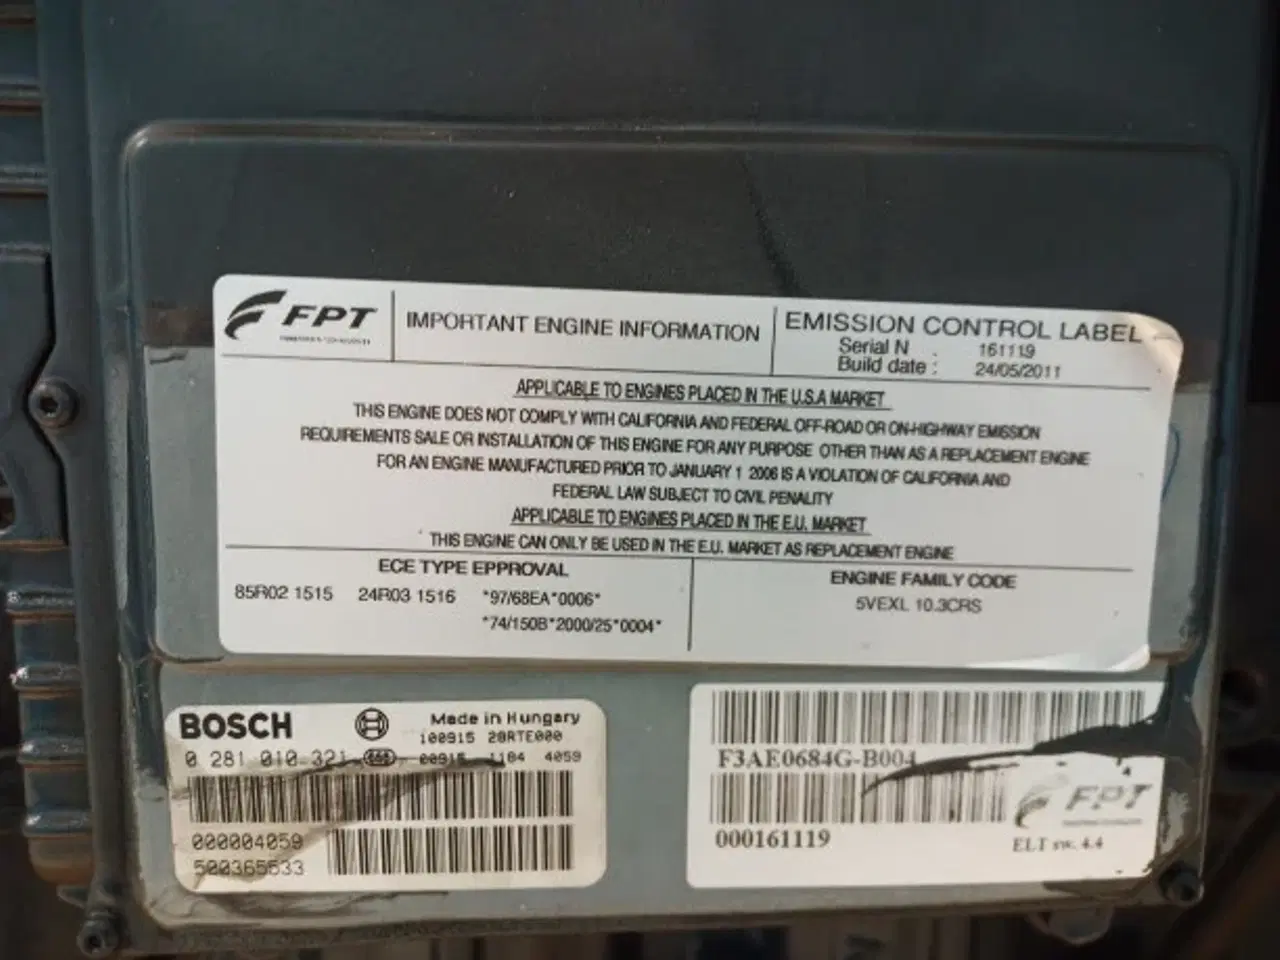 FPT
IMPORTANT ENGINE INFORMATION
EMISSION CONTROL LABEL
Serial N : 161119
Build date : 24/05/2011
APPLICABLE TO ENGINES PLACED IN THE U.S.A MARKET
THIS ENGINE DOES NOT COMPLY WITH CALIFORNIA AND FEDERAL OFF-ROAD OR ON-HIGHWAY EMISSION
REQUIREMENTS SALE OR INSTALLATION OF THIS ENGINE FOR ANY PURPOSE OTHER THAN AS A REPLACEMENT ENGINE
FOR AN ENGINE MANUFACTURED PRIOR TO JANUARY 1 2006 IS A VIOLATION OF CALIFORNIA AND
FEDERAL LAW SUBJECT TO CIVIL PENALITY
APPLICABLE TO ENGINES PLACED IN THE E.U. MARKET
THIS ENGINE CAN ONLY BE USED IN THE E.U. MARKET AS REPLACEMENT ENGINE
ECE TYPE EPPROVAL
85R02 1515 24R03 1516 *97/68EA*0006*
*74/150B*2000/25*0004*
ENGINE FAMILY CODE
5VEXL 10.3CRS
BOSCH
Made in Hungary
100915 28RTE000
0 281 010 321 00915 1184 4059
000004059
500365533
F3AE0684G-B004
000161119
FPT
ELT sw. 4.4